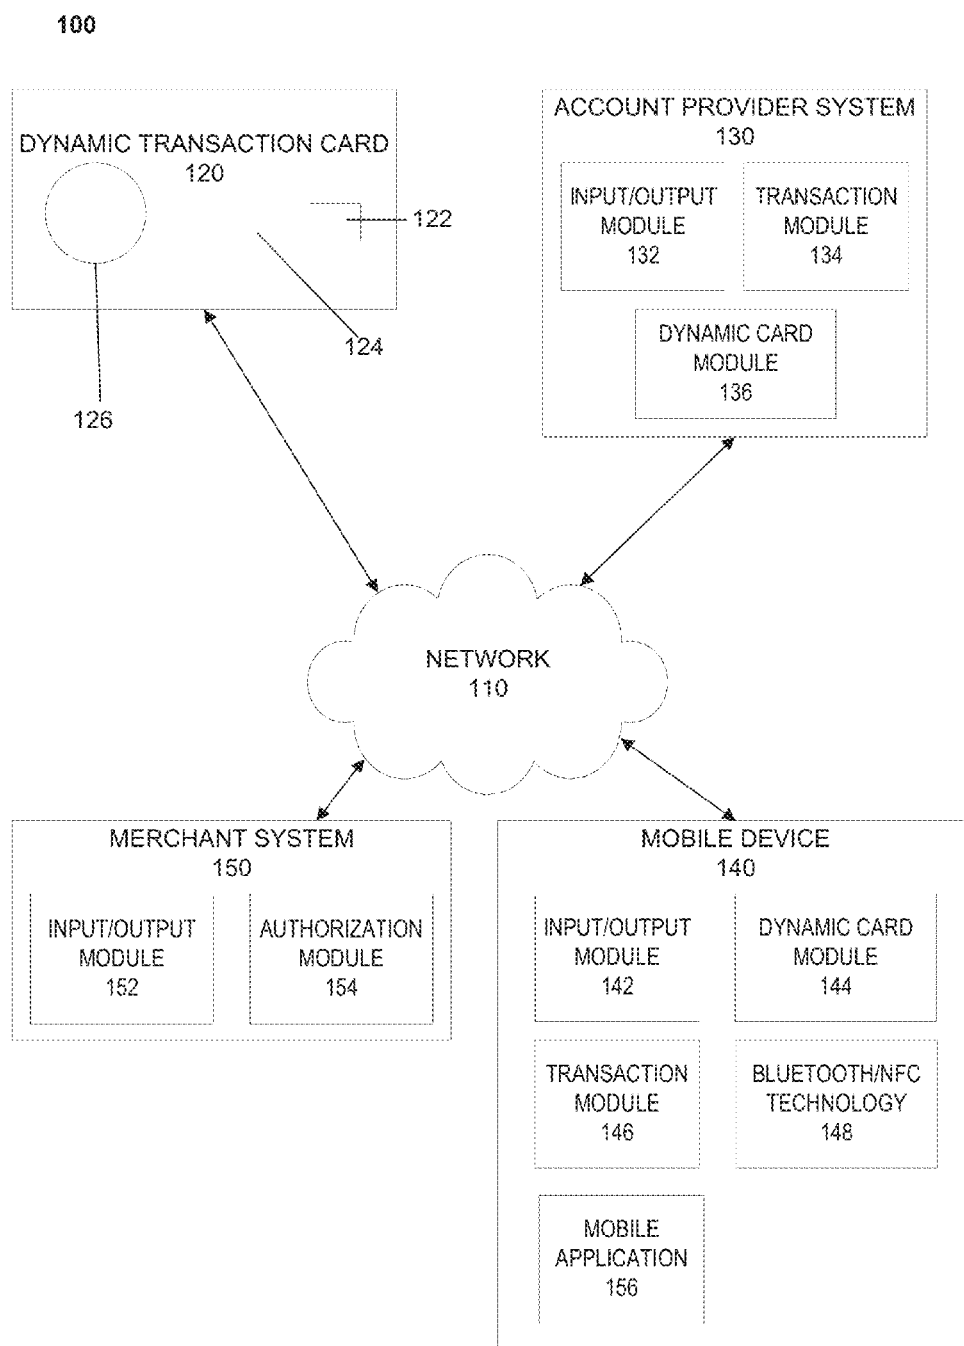 100
DYNAMIC TRANSACTION CARD
120
122
124
126
ACCOUNT PROVIDER SYSTEM
130
INPUT/OUTPUT
MODULE
132
TRANSACTION
MODULE
134
DYNAMIC CARD
MODULE
136
NETWORK
110
MERCHANT SYSTEM
150
INPUT/OUTPUT
MODULE
152
AUTHORIZATION
MODULE
154
MOBILE DEVICE
140
INPUT/OUTPUT
MODULE
142
DYNAMIC CARD
MODULE
144
TRANSACTION
MODULE
146
BLUETOOTH/NFC
TECHNOLOGY
148
MOBILE
APPLICATION
156